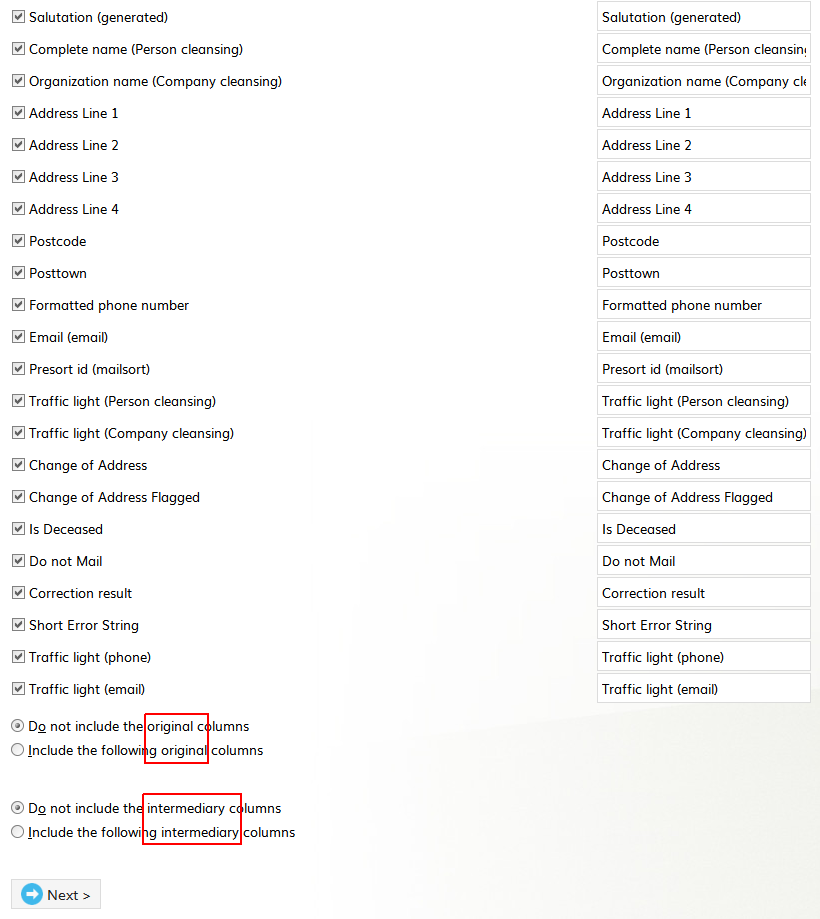 Salutation (generated) Salutation (generated)
Complete name (Person cleansing) Complete name (Person cleansing
Organization name (Company cleansing) Organization name (Company cle
Address Line 1 Address Line 1
Address Line 2 Address Line 2
Address Line 3 Address Line 3
Address Line 4 Address Line 4
Postcode Postcode
Posttown Posttown
Formatted phone number Formatted phone number
Email (email) Email (email)
Presort id (mailsort) Presort id (mailsort)
Traffic light (Person cleansing) Traffic light (Person cleansing)
Traffic light (Company cleansing) Traffic light (Company cleansing)
Change of Address Change of Address
Change of Address Flagged Change of Address Flagged
Is Deceased Is Deceased
Do not Mail Do not Mail
Correction result Correction result
Short Error String Short Error String
Traffic light (phone) Traffic light (phone)
Traffic light (email) Traffic light (email)
Do not include the original columns
Include the following original columns
Do not include the intermediary columns
Include the following intermediary columns
Next >